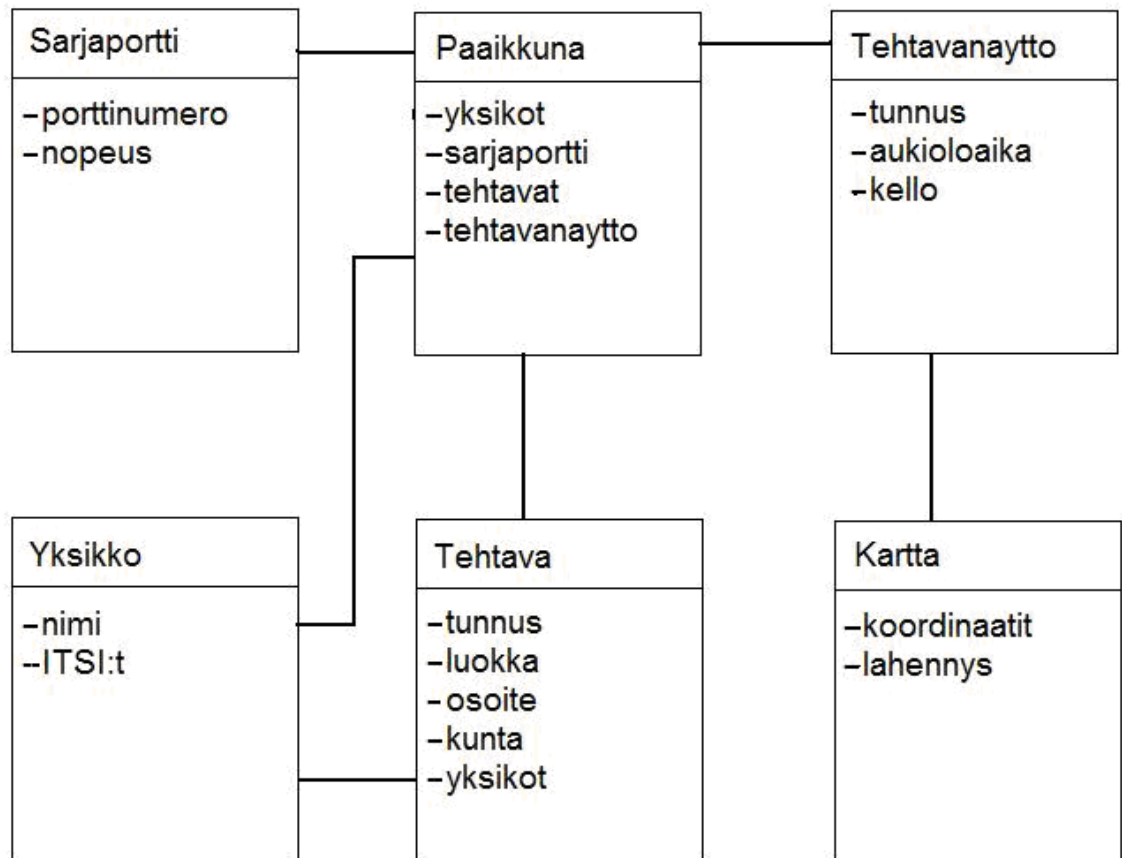 Sarjaportti
–porttinumero
–nopeus
Paaikkuna
–yksikot
–sarjaportti
–tehtavat
–tehtavanaytto
Tehtavanaytto
–tunnus
–aukioloaika
–kello
Yksikko
–nimi
--ITSI:t
Tehtava
–tunnus
–luokka
–osoite
–kunta
–yksikot
Kartta
–koordinaatit
–lahennys